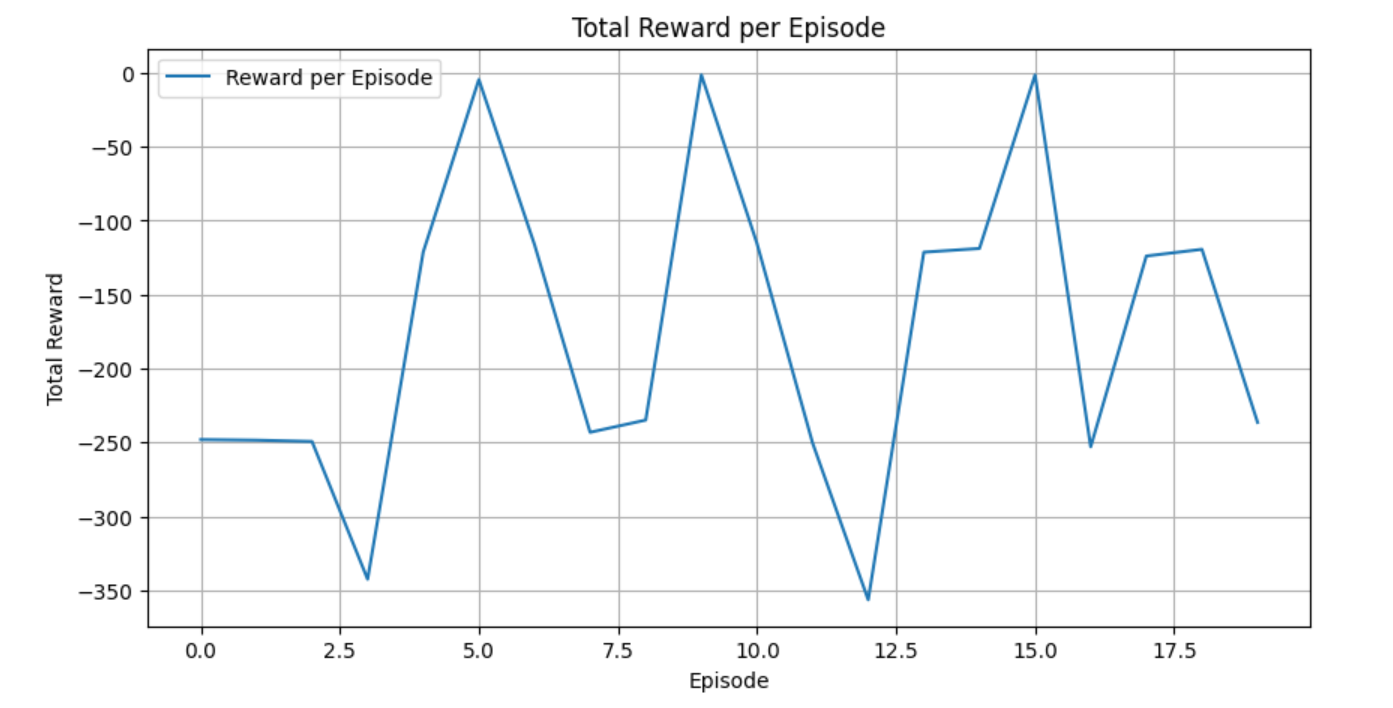 Total Reward per Episode
Reward per Episode
0
−50
−100
−150
−200
−250
−300
−350
Total Reward
0.0 2.5 5.0 7.5 10.0 12.5 15.0 17.5
Episode